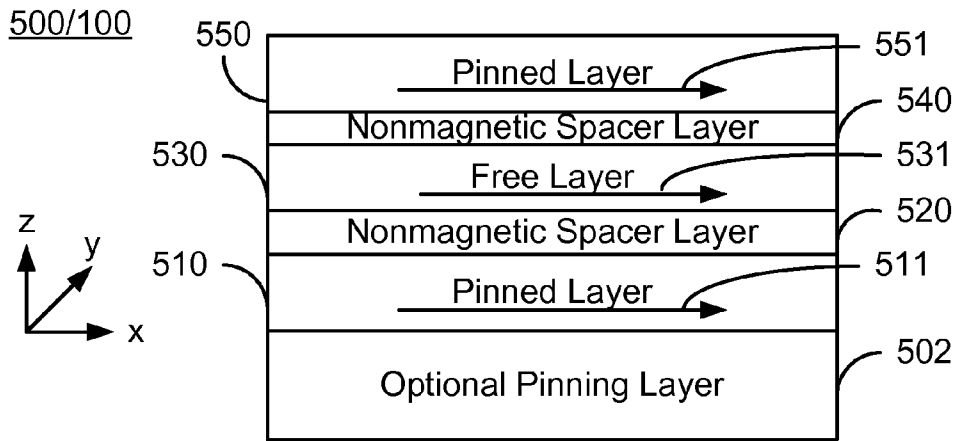 500/100
550
Pinned Layer
551
Nonmagnetic Spacer Layer
540
530
Free Layer
531
Nonmagnetic Spacer Layer
520
510
Pinned Layer
511
Optional Pinning Layer
502
z
y
x